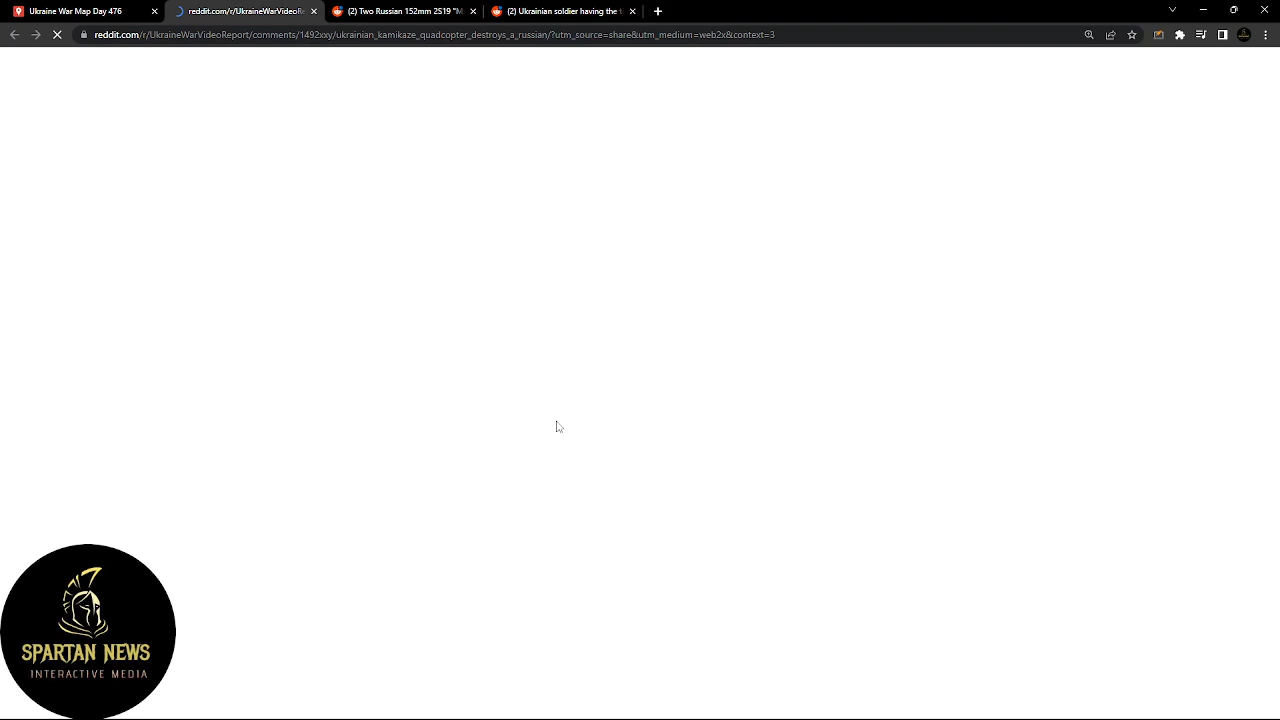 Ukraine War Map Day 476
reddit.com/r/UkraineWarVideoRe
(2) Two Russian 152mm 2S19 "M
(2) Ukrainian soldier having the
reddit.com/r/UkraineWarVideoReport/comments/1492xxy/ukrainian_kamikaze_quadcopter_destroys_a_russian/?utm_source=share&utm_medium=web2x&context=3
SPARTAN NEWS
INTERACTIVE MEDIA